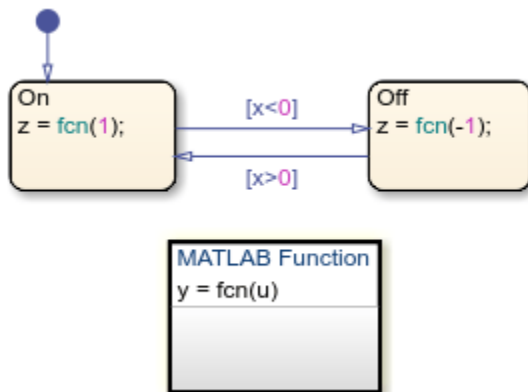 On
z = fcn(1);
[x<0]
Off
z = fcn(-1);
[x>0]
MATLAB Function
y = fcn(u)